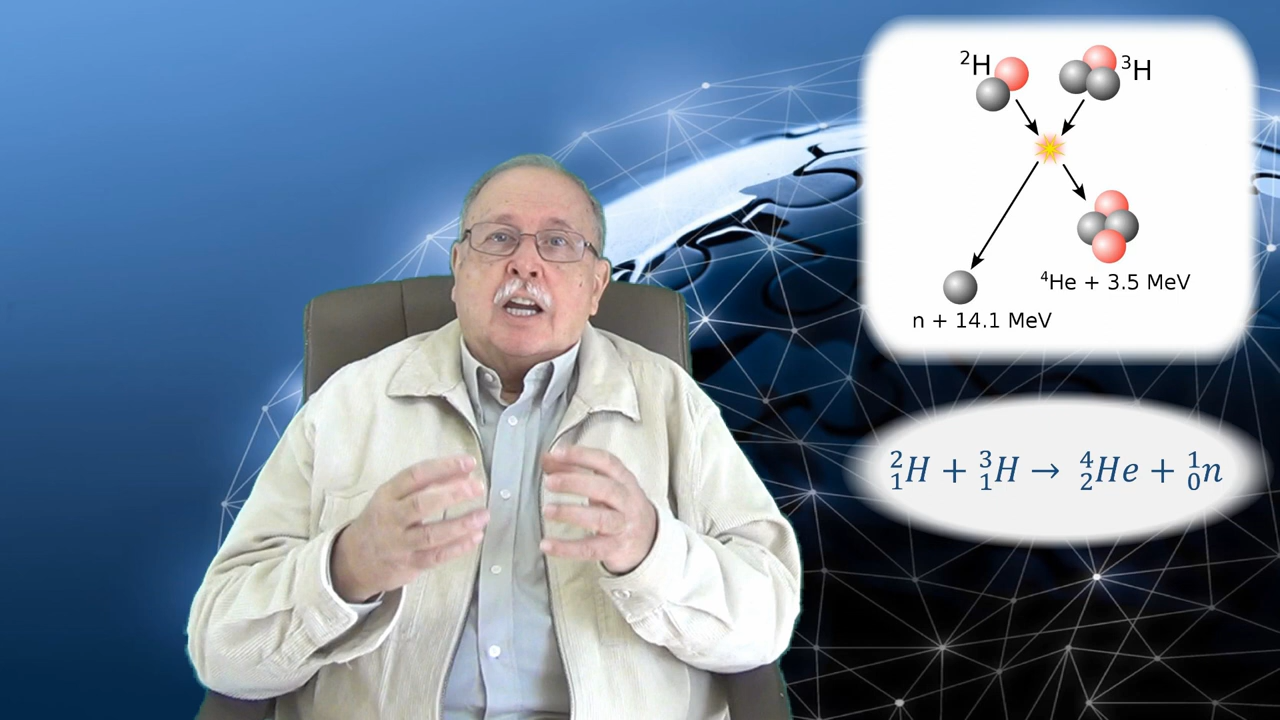 ²H
³H
⁴He + 3.5 MeV
n + 14.1 MeV
²₁H + ³₁H → ⁴₂He + ¹₀n